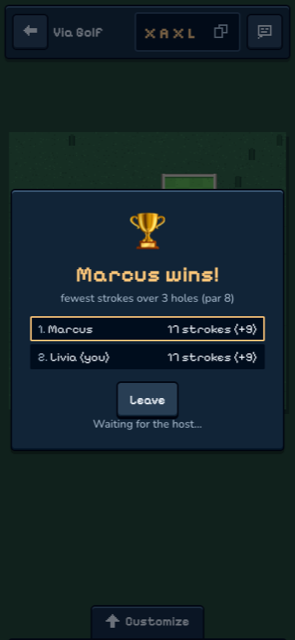 Via Golf
XAXL
Marcus wins!
fewest strokes over 3 holes (par 8)
1. Marcus 17 strokes (+9)
2. Livia (you) 17 strokes (+9)
Leave
Waiting for the host...
Customize